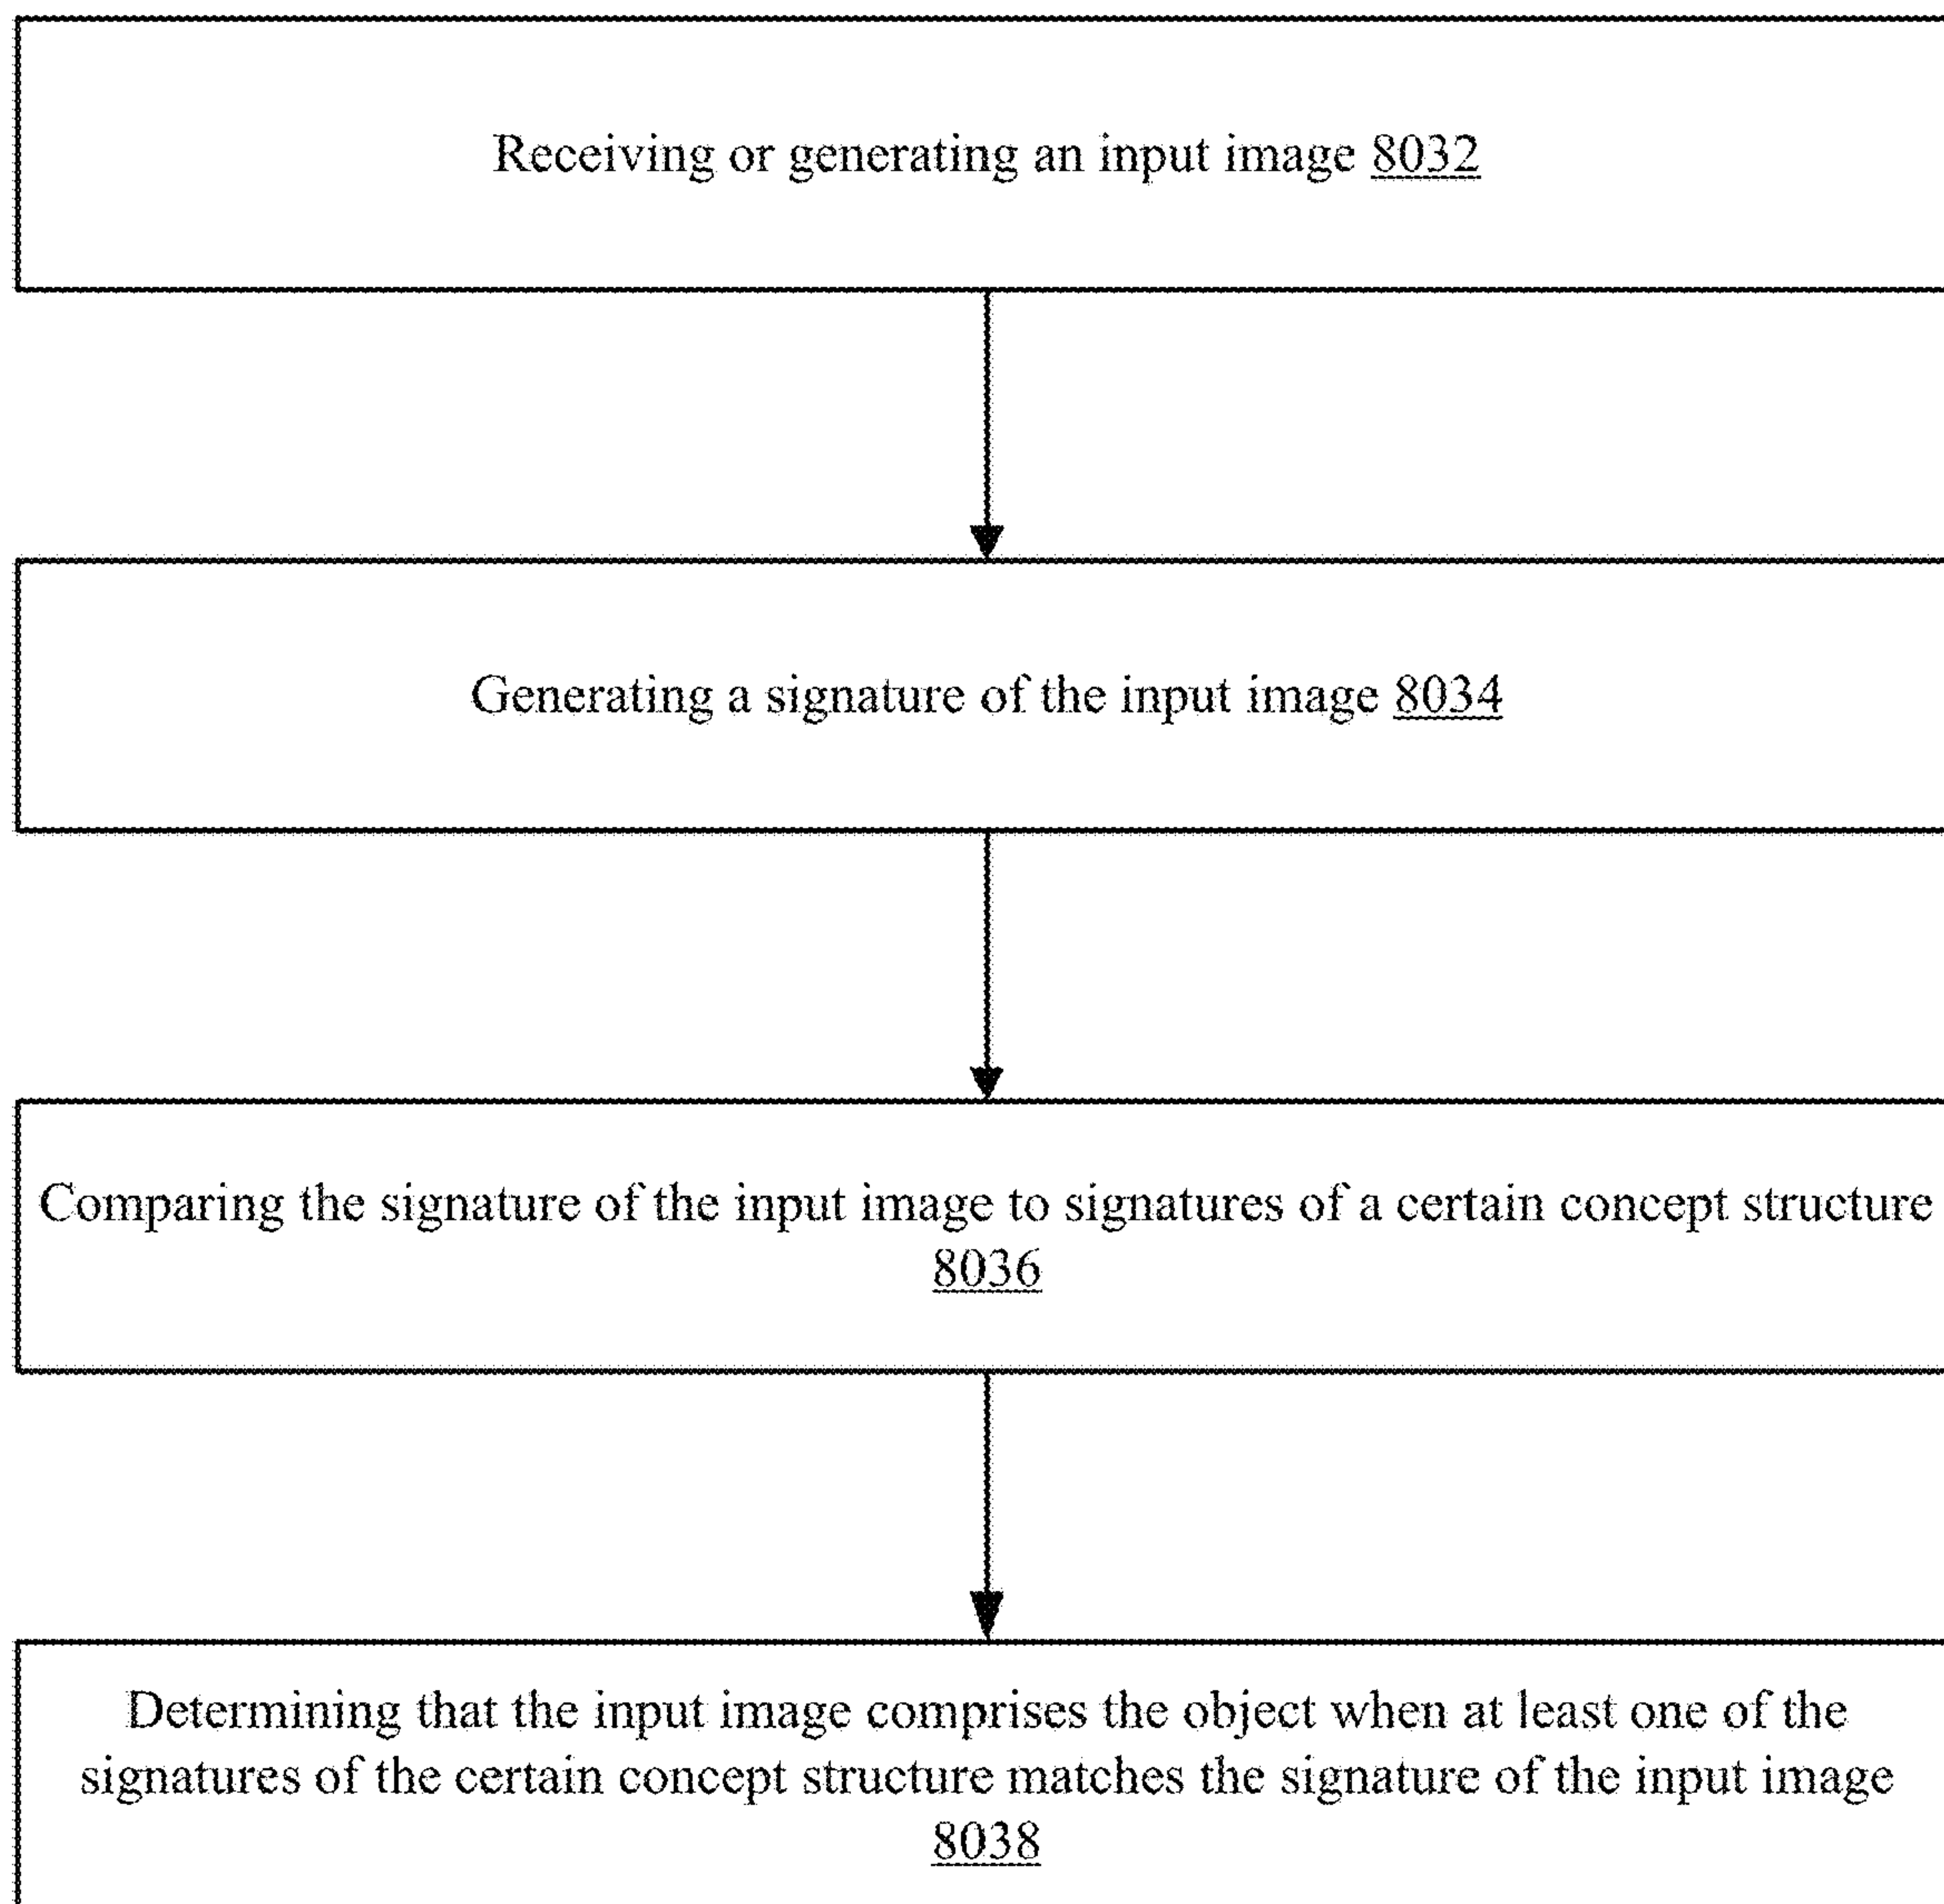 Receiving or generating an input image 8032
Generating a signature of the input image 8034
Comparing the signature of the input image to signatures of a certain concept structure
8036
Determining that the input image comprises the object when at least one of the
signatures of the certain concept structure matches the signature of the input image
8038